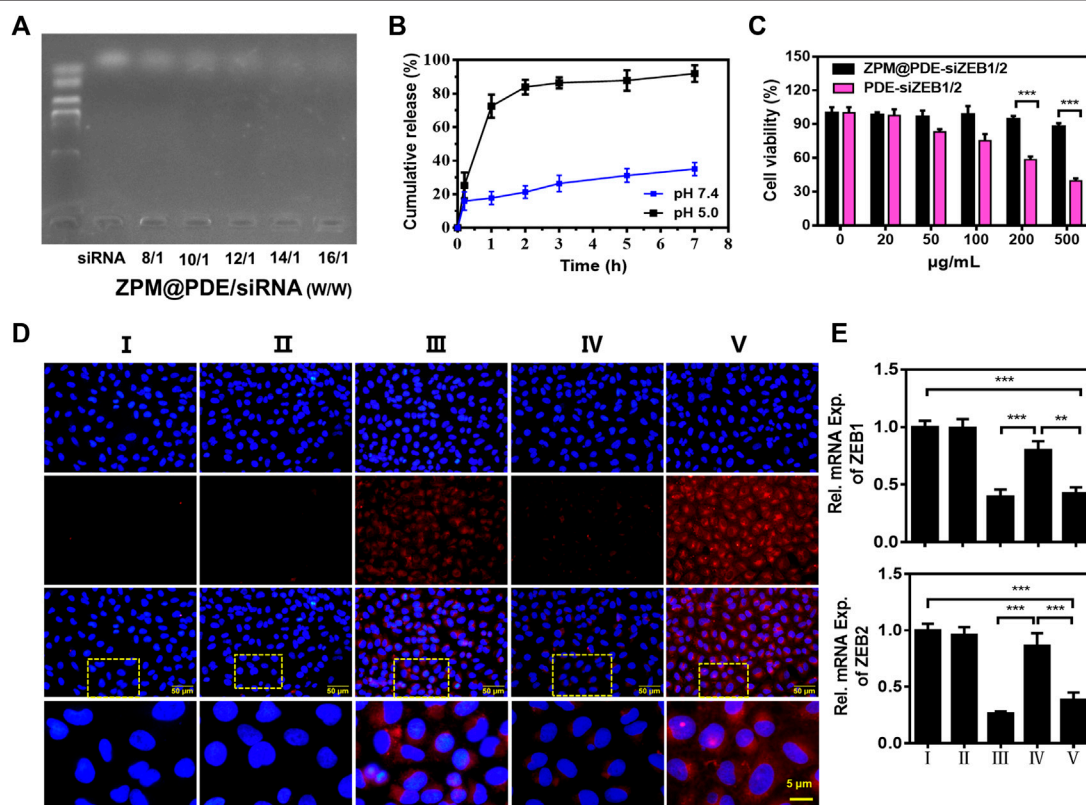 A
siRNA 8/1 10/1 12/1 14/1 16/1
ZPM@PDE/siRNA (W/W)
B
Cumulative release (%)
100
80
60
40
20
0
0 1 2 3 4 5 6 7 8
Time (h)
pH 7.4
pH 5.0
C
Cell viability (%)
150
120
90
60
30
0
ZPM@PDE-siZEB1/2
PDE-siZEB1/2
***
***
0 20 50 100 200 500
μg/mL
D
I II III IV V
50 μm 50 μm 50 μm 50 μm 50 μm
5 μm
E
Rel. mRNA Exp.
of ZEB1
1.5
1.0
0.5
0.0
***
*** **
Rel. mRNA Exp.
of ZEB2
1.5
1.0
0.5
0.0
***
*** ***
I II III IV V